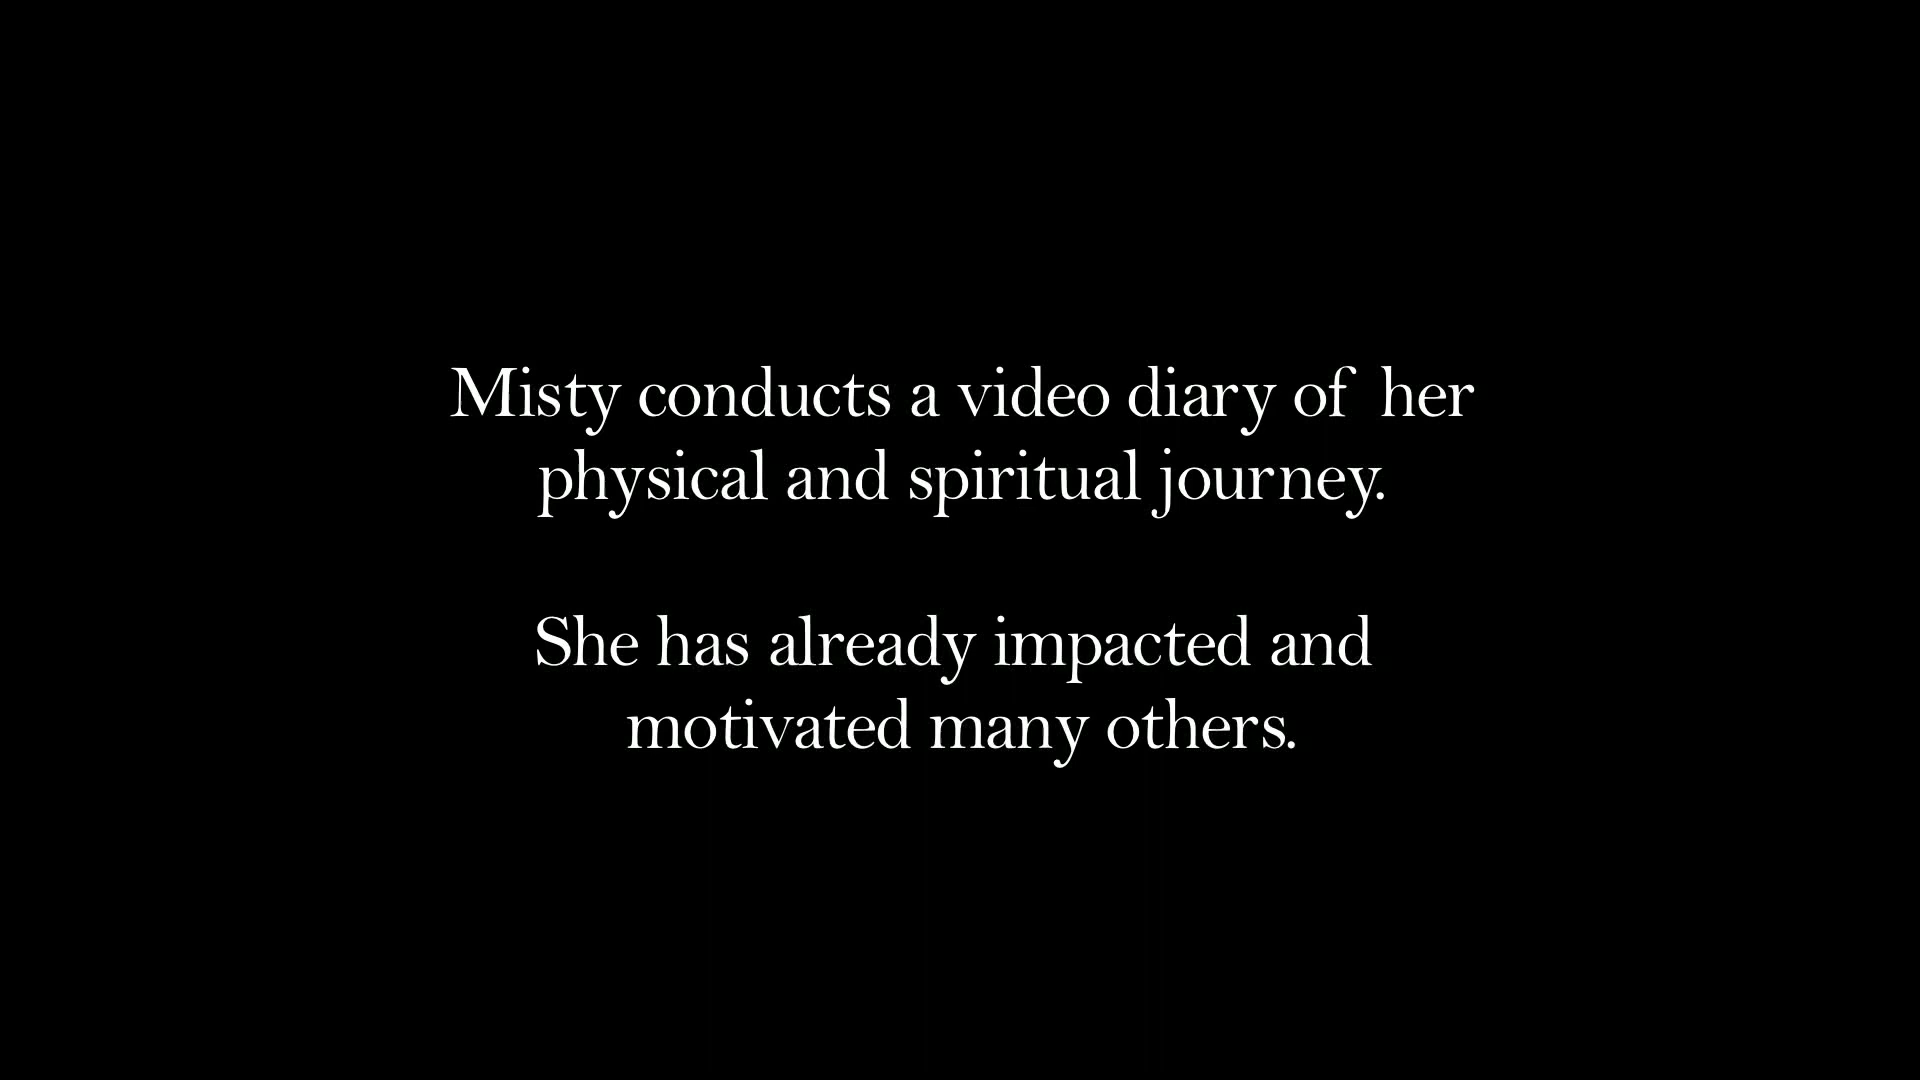 Misty conducts a video diary of her
physical and spiritual journey.
She has already impacted and
motivated many others.